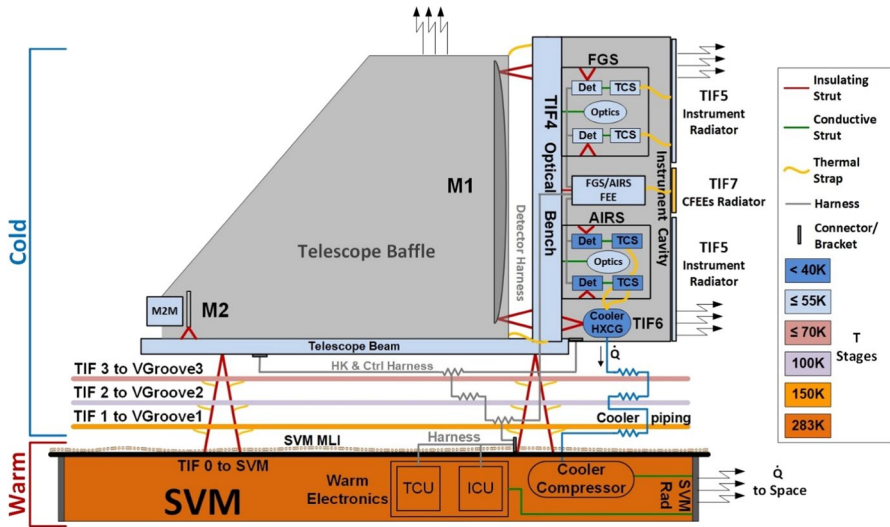 Cold
Warm
Telescope Baffle
M1
M2
M2M
Telescope Beam
HK & Ctrl Harness
Detector Harness
TIF4 Optical Bench
Instrument Cavity
FGS
Det
TCS
Optics
Det
TCS
FGS/AIRS
FEE
AIRS
Det
TCS
Optics
Det
TCS
Cooler
HXCG
TIF6
Q̇
TIF5
Instrument
Radiator
TIF7
CFEEs Radiator
TIF5
Instrument
Radiator
TIF 3 to VGroove3
TIF 2 to VGroove2
TIF 1 to VGroove1
Cooler piping
SVM MLI
Harness
TIF 0 to SVM
SVM
Warm
Electronics
TCU
ICU
Cooler
Compressor
SVM
Rad
Q̇
to Space
Insulating
Strut
Conductive
Strut
Thermal
Strap
Harness
Connector/
Bracket
< 40K
≤ 55K
≤ 70K
100K
150K
283K
T
Stages